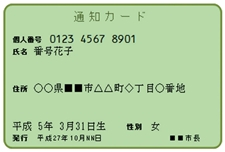 通知カード
個人番号 0123 4567 8901
氏名 番号花子
住所 ○○県■■市△△町◇丁目○番地
平成 5年 3月31日生 性別 女
発行 平成27年10月NN日 ■■市長